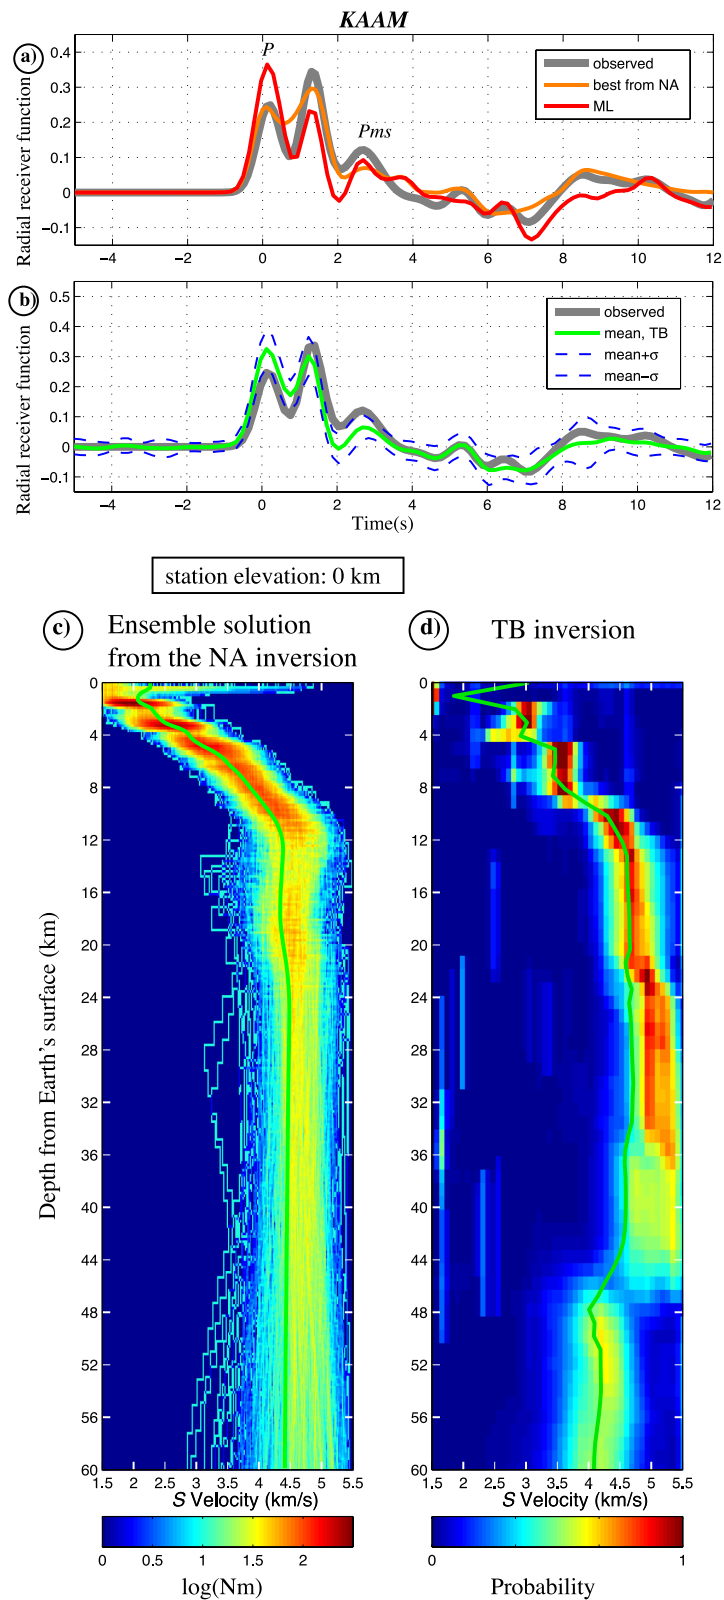 KAAM
a)
Radial receiver function
0.4
0.3
0.2
0.1
0
−0.1
P
Pms
observed
best from NA
ML
−4 −2 0 2 4 6 8 10 12
b)
Radial receiver function
0.5
0.4
0.3
0.2
0.1
0
−0.1
observed
mean, TB
mean+σ
mean−σ
−4 −2 0 2 4 6 8 10 12
Time(s)
station elevation: 0 km
c) Ensemble solution
from the NA inversion
d) TB inversion
Depth from Earth's surface (km)
0
4
8
12
16
20
24
28
32
36
40
44
48
52
56
60
1.5 2 2.5 3 3.5 4 4.5 5 5.5
S Velocity (km/s)
0
4
8
12
16
20
24
28
32
36
40
44
48
52
56
60
1.5 2 2.5 3 3.5 4 4.5 5 5.5
S Velocity (km/s)
0 0.5 1 1.5 2
log(Nm)
0 1
Probability